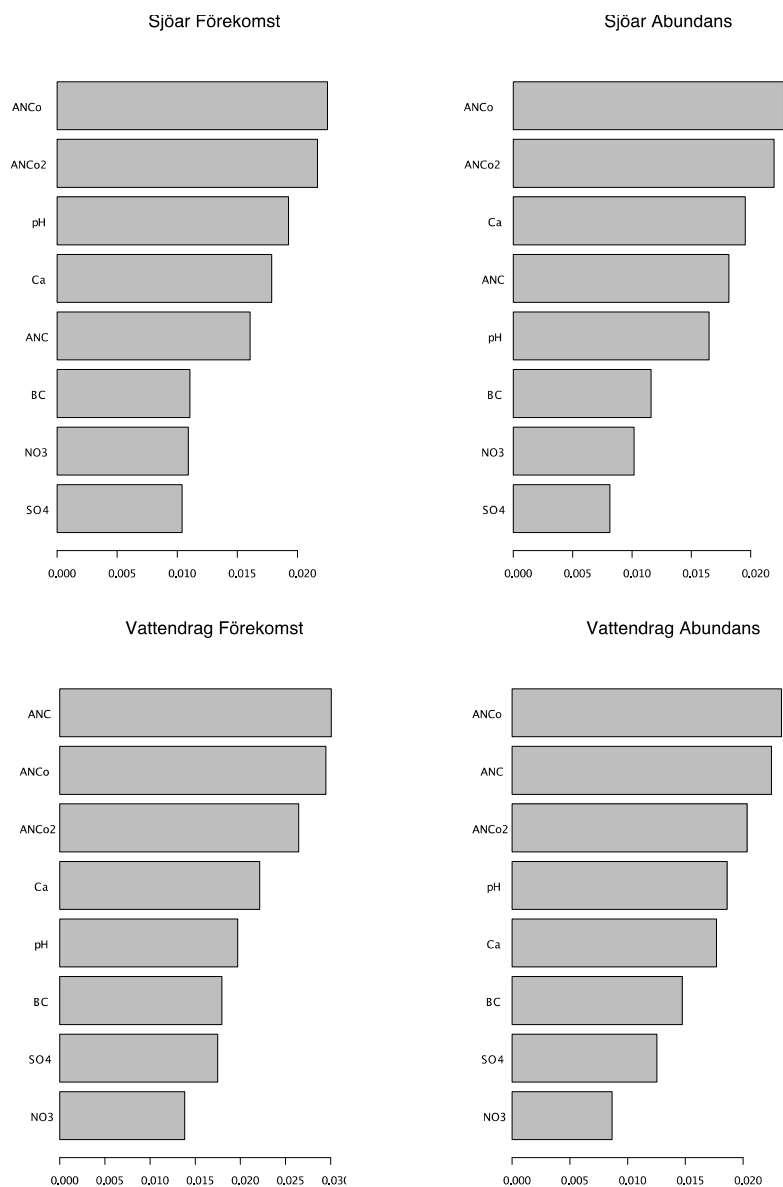 Sjöar Förekomst
ANCo
ANCo2
pH
Ca
ANC
BC
NO3
SO4
0.000 0.005 0.010 0.015 0.020
Sjöar Abundans
ANCo
ANCo2
Ca
ANC
pH
BC
NO3
SO4
0.000 0.005 0.010 0.015 0.020
Vattendrag Förekomst
ANC
ANCo
ANCo2
Ca
pH
BC
SO4
NO3
0.000 0.005 0.010 0.015 0.020 0.025 0.030
Vattendrag Abundans
ANCo
ANC
ANCo2
pH
Ca
BC
SO4
NO3
0.000 0.005 0.010 0.015 0.020